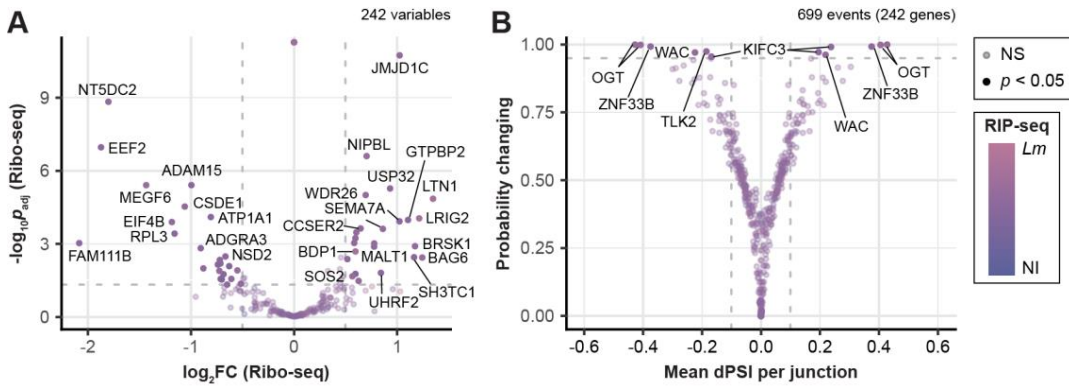 A
242 variables
JMJD1C
NT5DC2
EEF2
NIPBL
GTPBP2
ADAM15
USP32
LTN1
MEGF6
CSDE1
WDR26
SEMA7A
EIF4B
ATP1A1
CCSER2
LRIG2
RPL3
ADGRA3
BRSK1
FAM111B
NSD2
BDP1
MALT1
BAG6
SOS2
SH3TC1
UHRF2
9
6
3
0
-2
-1
0
1
-log10padj (Ribo-seq)
log2FC (Ribo-seq)
B
699 events (242 genes)
WAC
KIFC3
OGT
OGT
ZNF33B
ZNF33B
TLK2
WAC
1.00
0.75
0.50
0.25
0.00
-0.6
-0.4
-0.2
0.0
0.2
0.4
0.6
Probability changing
Mean dPSI per junction
NS
p < 0.05
RIP-seq
Lm
NI